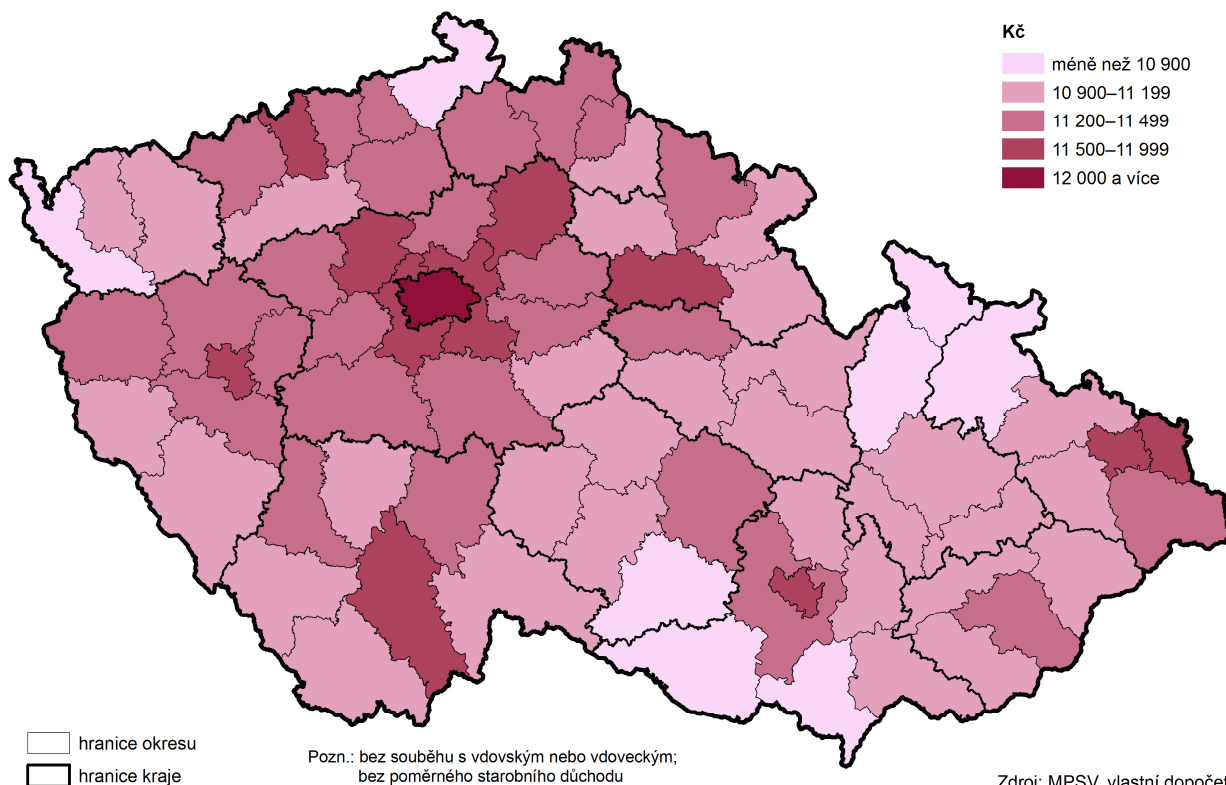 Kč
méně než 10 900
10 900–11 199
11 200–11 499
11 500–11 999
12 000 a více
hranice okresu
hranice kraje
Pozn.: bez souběhu s vdovským nebo vdoveckým;
bez poměrného starobního důchodu
Zdroj: MPSV, vlastní dopočet